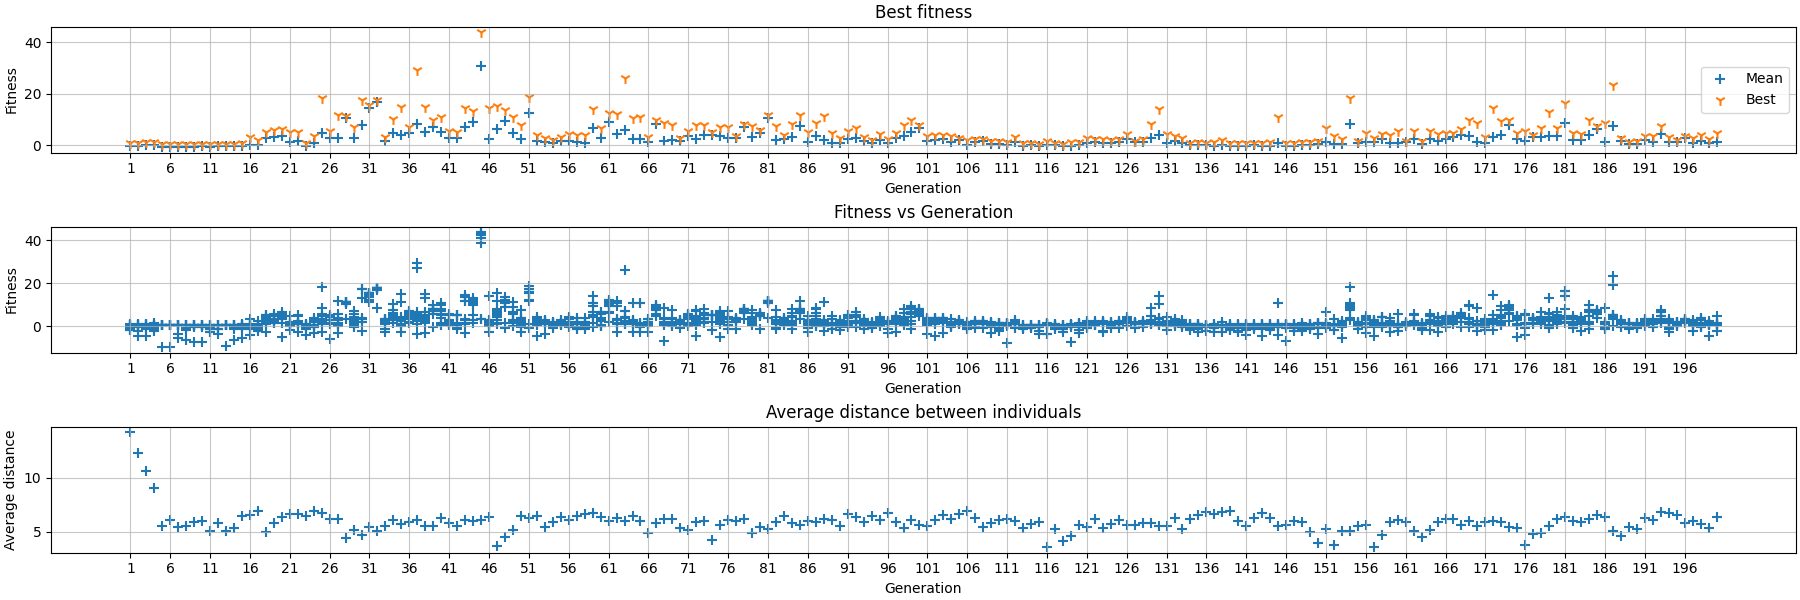 Best fitness
Fitness
40
20
0
Mean
Best
1 6 11 16 21 26 31 36 41 46 51 56 61 66 71 76 81 86 91 96 101 106 111 116 121 126 131 136 141 146 151 156 161 166 171 176 181 186 191 196
Generation
Fitness vs Generation
Fitness
40
20
0
1 6 11 16 21 26 31 36 41 46 51 56 61 66 71 76 81 86 91 96 101 106 111 116 121 126 131 136 141 146 151 156 161 166 171 176 181 186 191 196
Generation
Average distance between individuals
Average distance
10
5
1 6 11 16 21 26 31 36 41 46 51 56 61 66 71 76 81 86 91 96 101 106 111 116 121 126 131 136 141 146 151 156 161 166 171 176 181 186 191 196
Generation